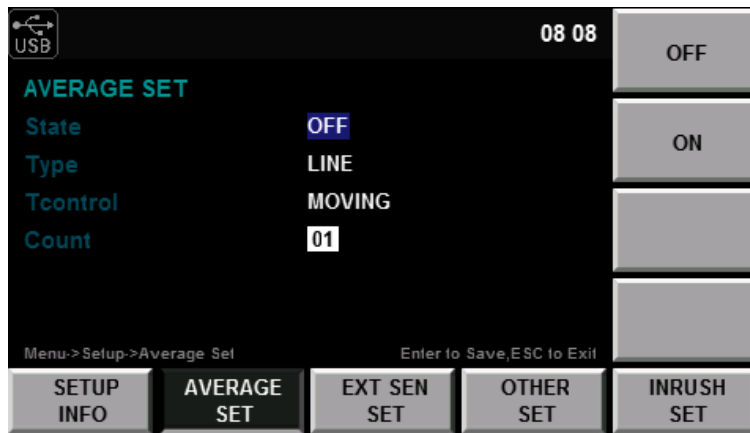 USB
08 08
OFF
AVERAGE SET
State OFF
ON
Type LINE
Tcontrol MOVING
Count 01
Menu->Setup->Average Set Enter to Save,ESC to Exit
SETUP INFO
AVERAGE SET
EXT SEN SET
OTHER SET
INRUSH SET